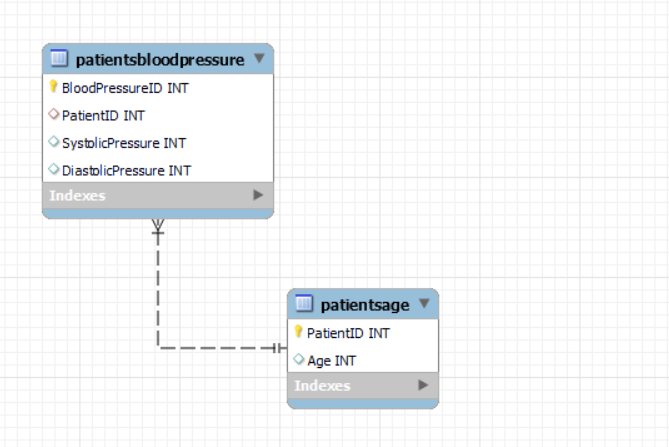 patientsbloodpressure
BloodPressureID INT
PatientID INT
SystolicPressure INT
DiastolicPressure INT
Indexes
patientsage
PatientID INT
Age INT
Indexes